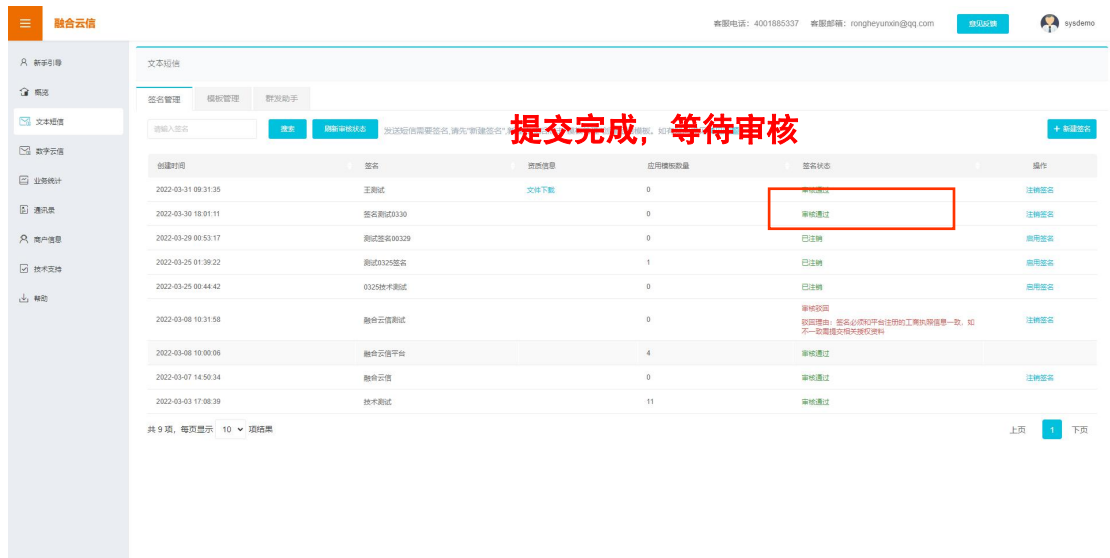 融合云信
客服电话：4001885337 客服邮箱：rongheyunxin@qq.com 意见反馈 sysdemo
新手引导
概览
文本短信
数字云信
业务统计
通讯录
商户信息
技术支持
帮助
文本短信
签名管理 模板管理 群发助手
请输入签名 搜索 刷新审核状态 发送短信需要签名,请先"新建签名", 模板。如有 + 新建签名
提交完成，等待审核
创建时间 签名 资质信息 应用模板数量 签名状态 操作
2022-03-31 09:31:35 王测试 文件下载 0 审核通过 注销签名
2022-03-30 18:01:11 签名测试0330 0 审核通过 注销签名
2022-03-29 00:53:17 测试签名00329 0 已注销 启用签名
2022-03-25 01:39:22 测试0325签名 1 已注销 启用签名
2022-03-25 00:44:42 0325技术测试 0 已注销 启用签名
2022-03-08 10:31:58 融合云信测试 0 审核驳回 注销签名
驳回理由：签名必须和平台注册的工商执照信息一致，如
不一致需提交相关授权资料
2022-03-08 10:00:06 融合云信平台 4 审核通过
2022-03-07 14:50:34 融合云信 0 审核通过 注销签名
2022-03-03 17:08:39 技术测试 11 审核通过
共 9 项，每页显示 10 项结果 上页 1 下页